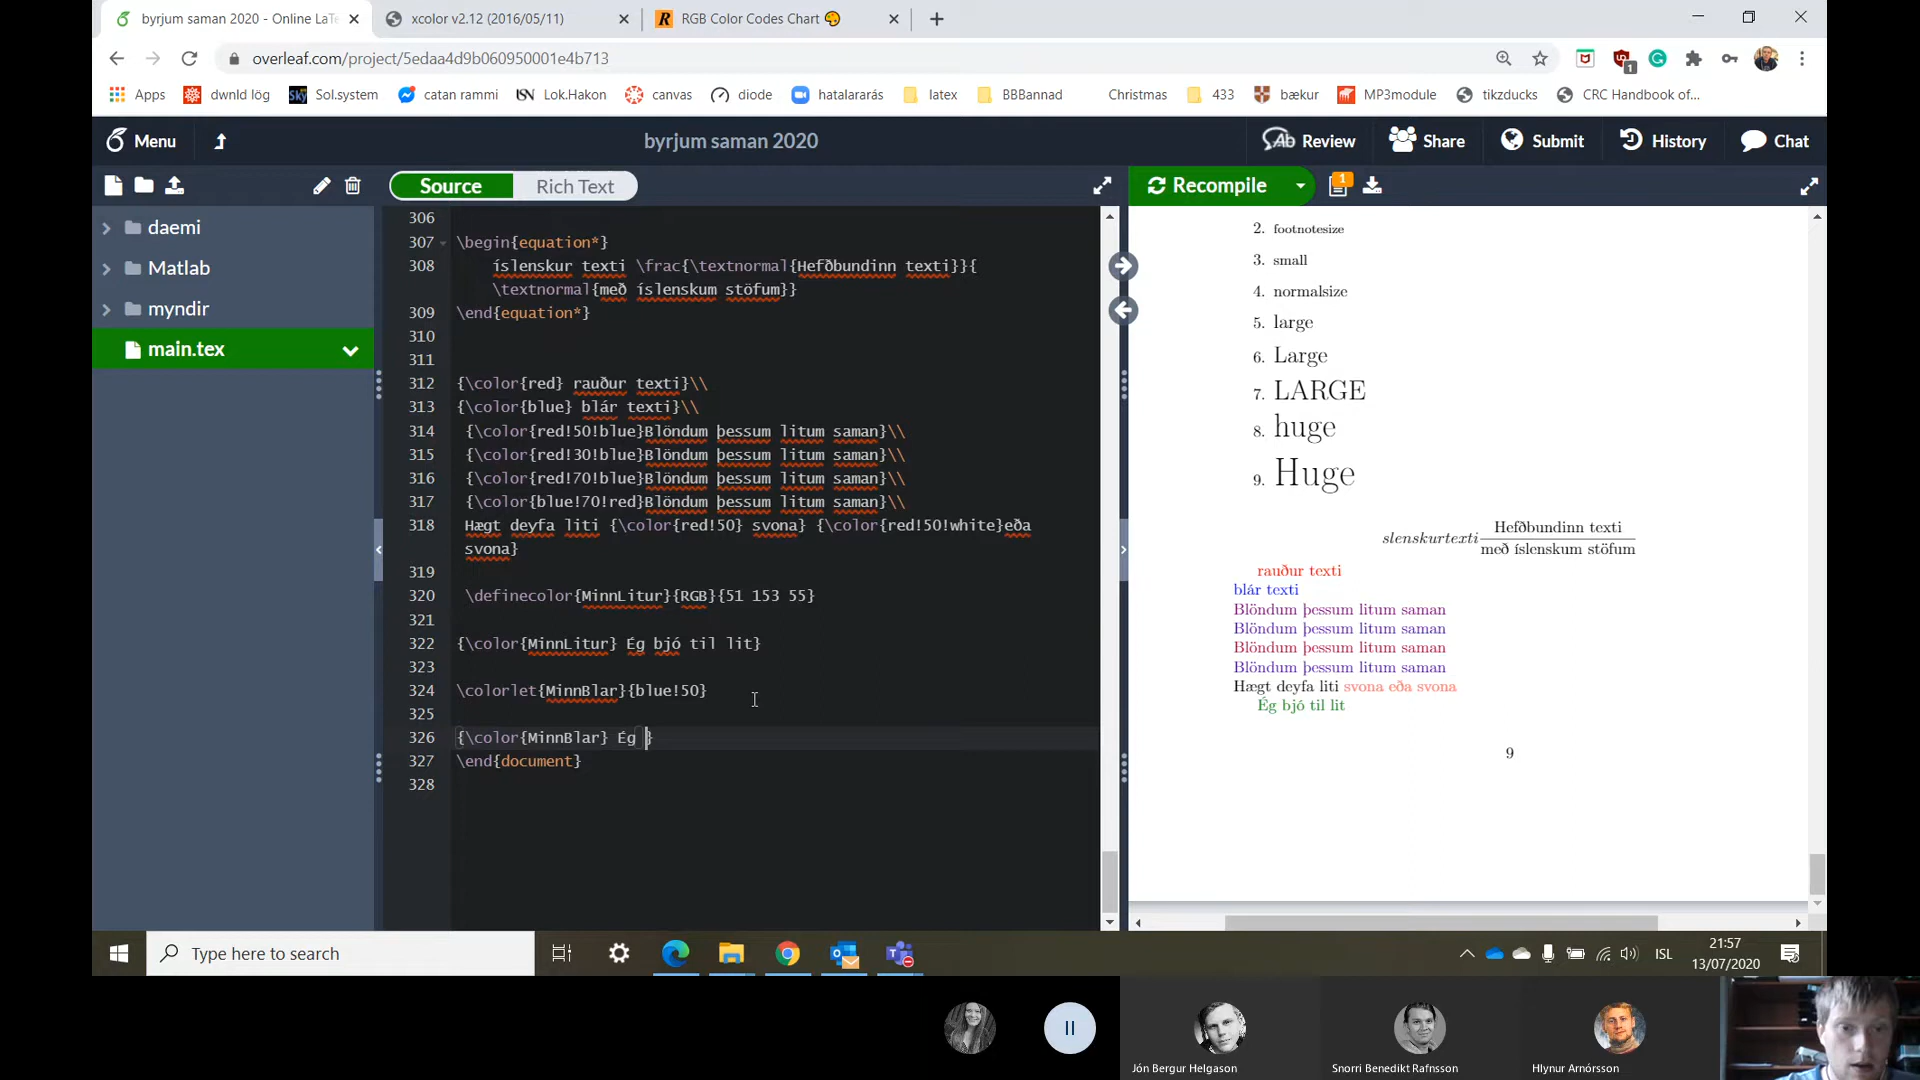 byrjum saman 2020 - Online LaTe
xcolor v2.12 (2016/05/11)
RGB Color Codes Chart
overleaf.com/project/5edaa4d9b060950001e4b713
1
Apps
dwnld lög
Sky
Sol.system
catan rammi
Lok.Hakon
canvas
diode
hatalararás
latex
BBBannad
Christmas
433
bækur
MP3module
tikzducks
CRC Handbook of...
Menu
byrjum saman 2020
Review
Share
Submit
History
Chat
Source
Rich Text
Recompile
1
daemi
Matlab
myndir
main.tex
306
307 \begin{equation*}
308 íslenskur texti \frac{\textnormal{Hefðbundinn texti}}{
\textnormal{með íslenskum stöfum}}
309 \end{equation*}
310
311
312 {\color{red} rauður texti}\\
313 {\color{blue} blár texti}\\
314 {\color{red!50!blue}Blöndum þessum litum saman}\\
315 {\color{red!30!blue}Blöndum þessum litum saman}\\
316 {\color{red!70!blue}Blöndum þessum litum saman}\\
317 {\color{blue!70!red}Blöndum þessum litum saman}\\
318 Hægt deyfa liti {\color{red!50} svona} {\color{red!50!white}eða
svona}
319
320 \definecolor{MinnLitur}{RGB}{51 153 55}
321
322 {\color{MinnLitur} Ég bjó til lit}
323
324 \colorlet{MinnBlar}{blue!50}
325
326 {\color{MinnBlar} Ég }
327 \end{document}
328
2. footnotesize
3. small
4. normalsize
5. large
6. Large
7. LARGE
8. huge
9. Huge
slenskurtexti Hefðbundinn texti
með íslenskum stöfum
rauður texti
blár texti
Blöndum þessum litum saman
Blöndum þessum litum saman
Blöndum þessum litum saman
Blöndum þessum litum saman
Hægt deyfa liti svona eða svona
Ég bjó til lit
9
Type here to search
ISL
21:57
13/07/2020
Jón Bergur Helgason
Snorri Benedikt Rafnsson
Hlynur Arnórsson